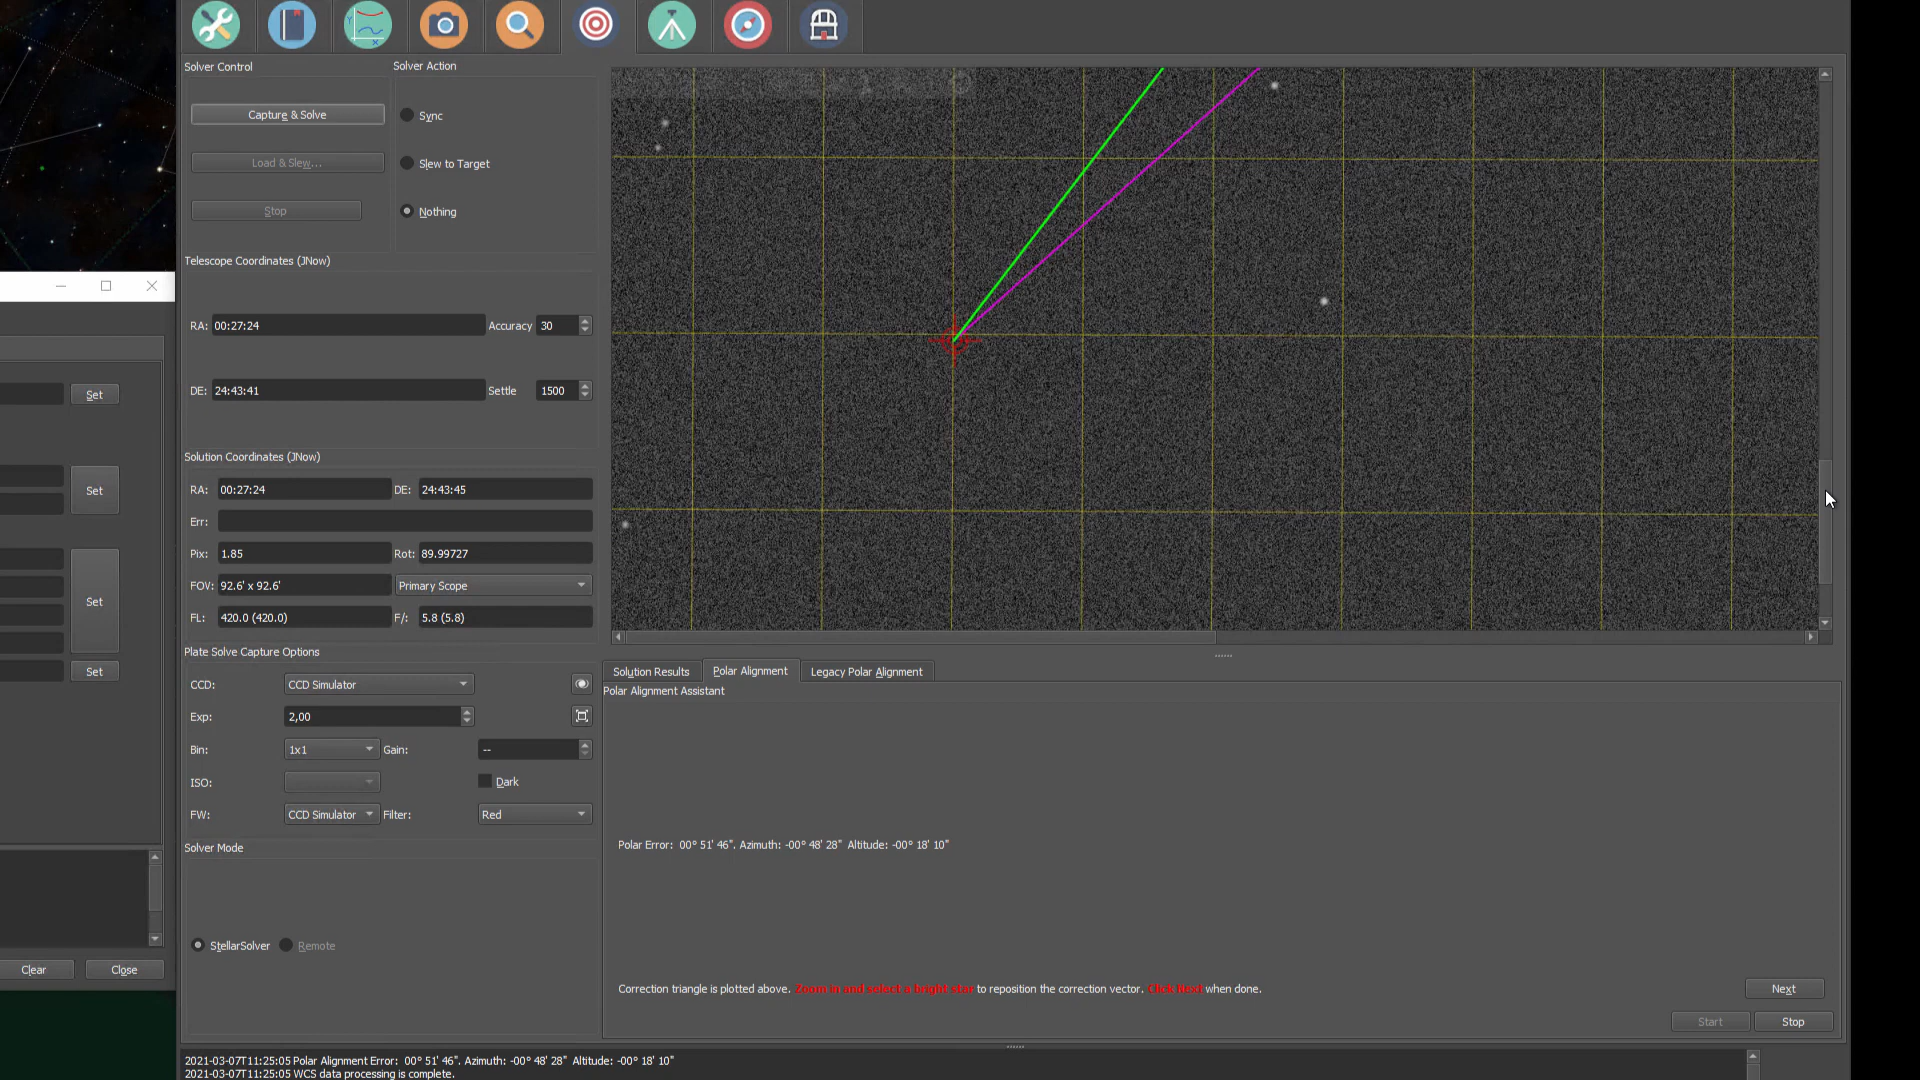 Solver Control
Solver Action
Capture & Solve
Sync
Load & Slew...
Slew to Target
Stop
Nothing
Telescope Coordinates (JNow)
RA: 00:27:24 Accuracy 30
DE: 24:43:41 Settle 1500
Set
Set
Set
Set
Solution Coordinates (JNow)
RA: 00:27:24 DE: 24:43:45
Err:
Pix: 1.85 Rot: 89.99727
FOV: 92.6' x 92.6' Primary Scope
FL: 420.0 (420.0) F/: 5.8 (5.8)
Plate Solve Capture Options
CCD: CCD Simulator
Exp: 2,00
Bin: 1x1 Gain: --
ISO: Dark
FW: CCD Simulator Filter: Red
Solver Mode
StellarSolver Remote
Clear Close
Solution Results Polar Alignment Legacy Polar Alignment
Polar Alignment Assistant
Polar Error: 00° 51' 46". Azimuth: -00° 48' 28" Altitude: -00° 18' 10"
Correction triangle is plotted above. Zoom in and select a bright star to reposition the correction vector. Click Next when done.
Next
Start Stop
2021-03-07T11:25:05 Polar Alignment Error: 00° 51' 46". Azimuth: -00° 48' 28" Altitude: -00° 18' 10"
2021-03-07T11:25:05 WCS data processing is complete.